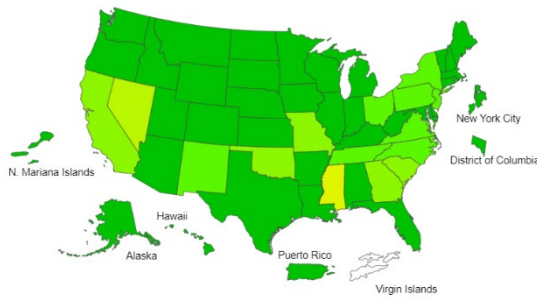 New York City
District of Columbia
N. Mariana Islands
Hawaii
Alaska
Puerto Rico
Virgin Islands